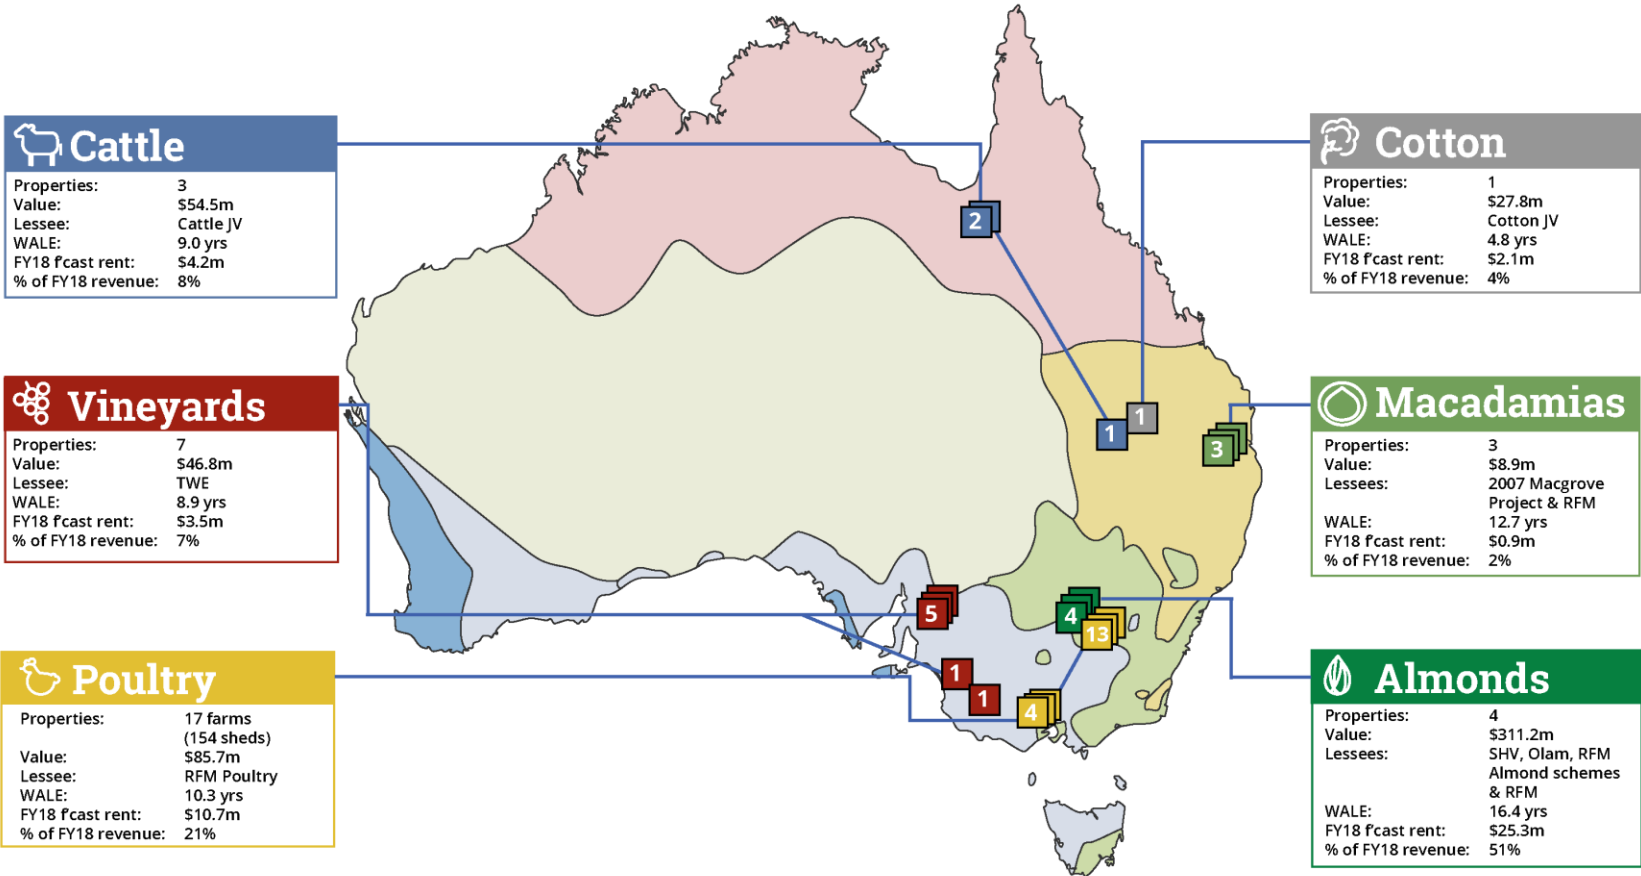 Cattle
Properties: 3
Value: $54.5m
Lessee: Cattle JV
WALE: 9.0 yrs
FY18 f'cast rent: $4.2m
% of FY18 revenue: 8%
Cotton
Properties: 1
Value: $27.8m
Lessee: Cotton JV
WALE: 4.8 yrs
FY18 f'cast rent: $2.1m
% of FY18 revenue: 4%
Vineyards
Properties: 7
Value: $46.8m
Lessee: TWE
WALE: 8.9 yrs
FY18 f'cast rent: $3.5m
% of FY18 revenue: 7%
Macadamias
Properties: 3
Value: $8.9m
Lessees: 2007 Macgrove
Project & RFM
WALE: 12.7 yrs
FY18 f'cast rent: $0.9m
% of FY18 revenue: 2%
Poultry
Properties: 17 farms
(154 sheds)
Value: $85.7m
Lessee: RFM Poultry
WALE: 10.3 yrs
FY18 f'cast rent: $10.7m
% of FY18 revenue: 21%
Almonds
Properties: 4
Value: $311.2m
Lessees: SHV, Olam, RFM
Almond schemes
& RFM
WALE: 16.4 yrs
FY18 f'cast rent: $25.3m
% of FY18 revenue: 51%
2
1
1
3
5
4
13
1
1
4